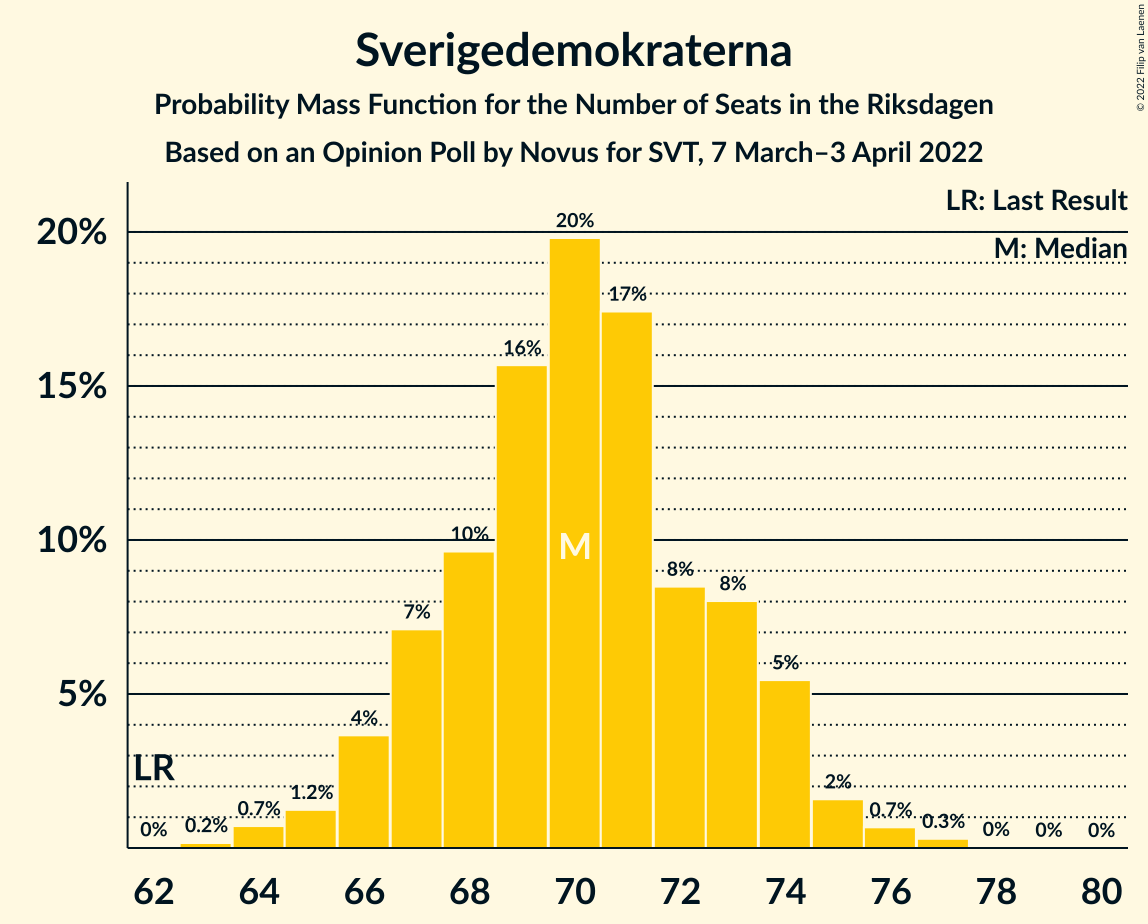 Sverigedemokraterna
Probability Mass Function for the Number of Seats in the Riksdagen
Based on an Opinion Poll by Novus for SVT, 7 March–3 April 2022
© 2022 Filip van Laenen
LR: Last Result
M: Median
20%
15%
10%
5%
LR
0%
0.2%
0.7%
1.2%
4%
7%
10%
16%
20%
M
17%
8%
8%
5%
2%
0.7%
0.3%
0%
0%
0%
62 64 66 68 70 72 74 76 78 80